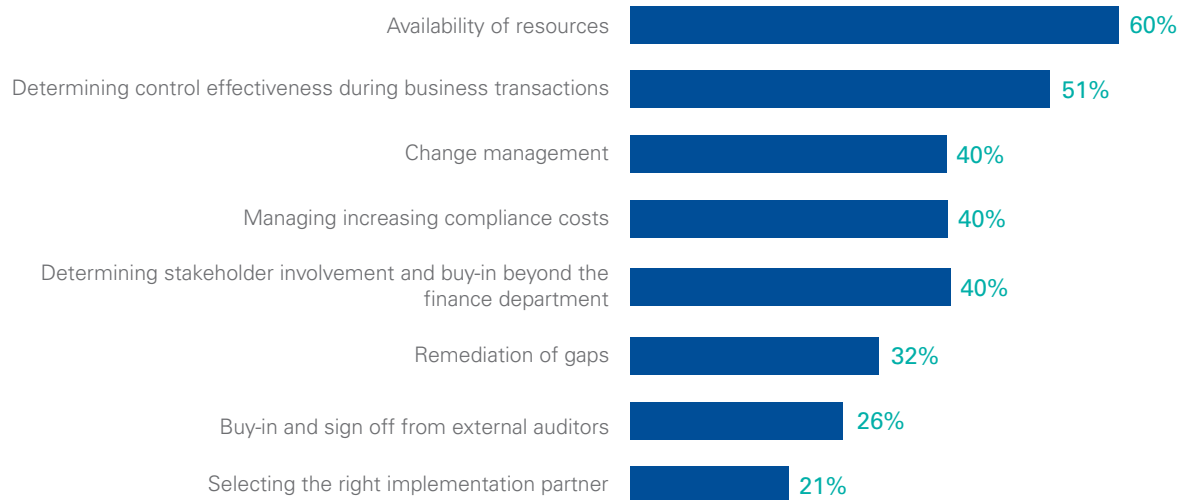 Availability of resources 60%
Determining control effectiveness during business transactions 51%
Change management 40%
Managing increasing compliance costs 40%
Determining stakeholder involvement and buy-in beyond the
finance department 40%
Remediation of gaps 32%
Buy-in and sign off from external auditors 26%
Selecting the right implementation partner 21%